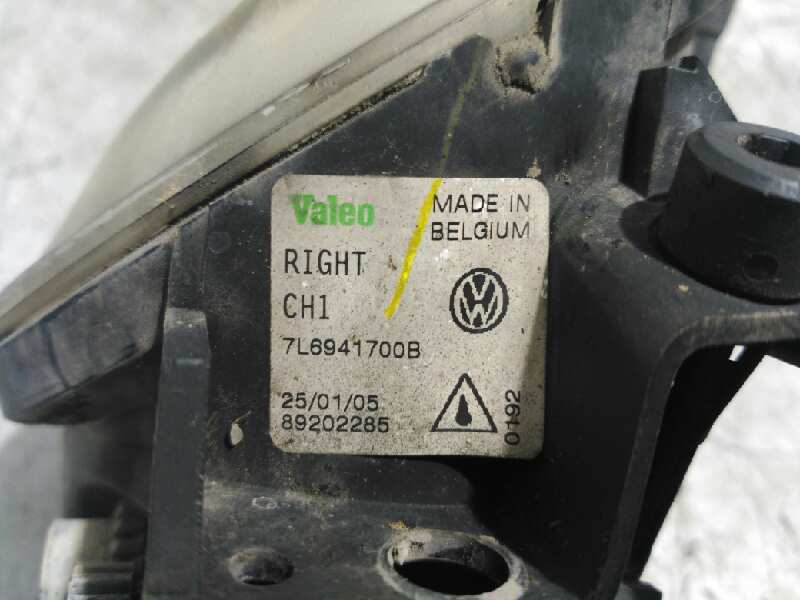 Valeo
MADE IN
BELGIUM
RIGHT
CH1
7L6941700B
25/01/05
89202285
0192